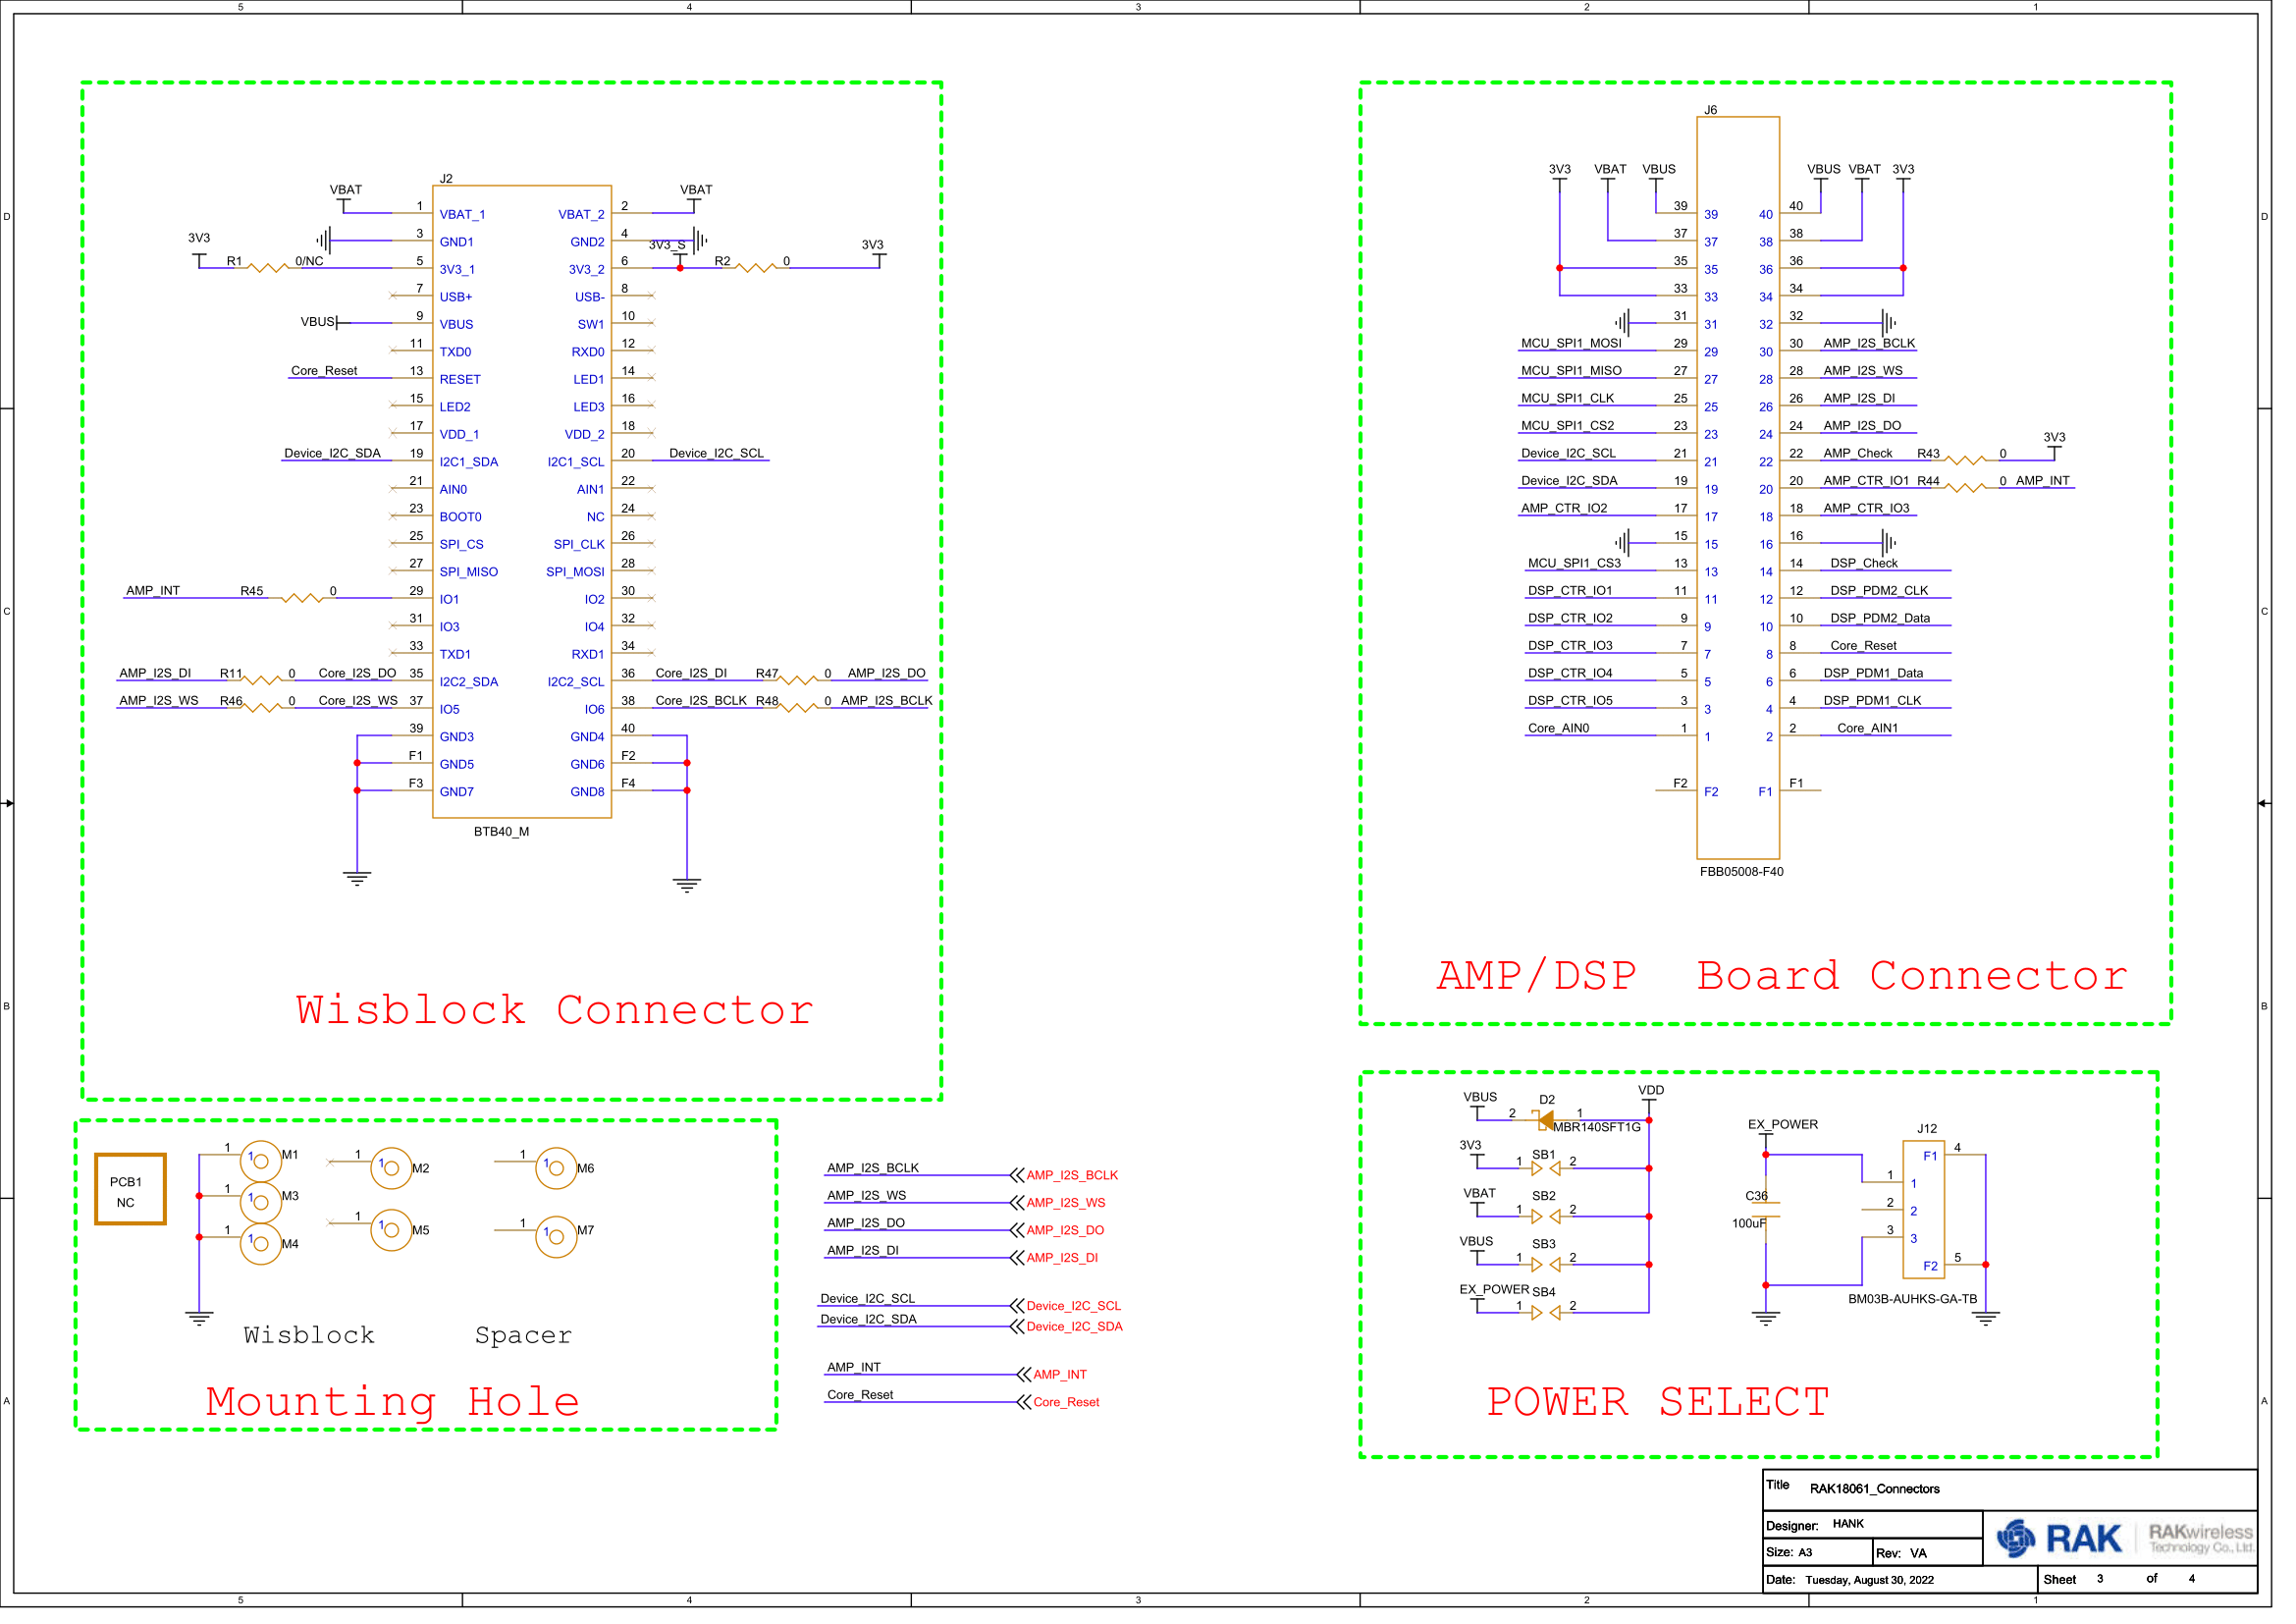 5 4 3 2 1
D D
C C
B B
A A
J2
VBAT VBAT
1 VBAT_1 VBAT_2 2
3 GND1 GND2 4
3V3 3V3_S 3V3
R1 0/NC 5 3V3_1 3V3_2 6 R2 0
7 USB+ USB- 8
VBUS 9 VBUS SW1 10
11 TXD0 RXD0 12
Core_Reset 13 RESET LED1 14
15 LED2 LED3 16
17 VDD_1 VDD_2 18
Device_I2C_SDA 19 I2C1_SDA I2C1_SCL 20 Device_I2C_SCL
21 AIN0 AIN1 22
23 BOOT0 NC 24
25 SPI_CS SPI_CLK 26
27 SPI_MISO SPI_MOSI 28
AMP_INT R45 0 29 IO1 IO2 30
31 IO3 IO4 32
33 TXD1 RXD1 34
AMP_I2S_DI R11 0 Core_I2S_DO 35 I2C2_SDA I2C2_SCL 36 Core_I2S_DI R47 0 AMP_I2S_DO
AMP_I2S_WS R46 0 Core_I2S_WS 37 IO5 IO6 38 Core_I2S_BCLK R48 0 AMP_I2S_BCLK
39 GND3 GND4 40
F1 GND5 GND6 F2
F3 GND7 GND8 F4
BTB40_M
Wisblock Connector
J6
3V3 VBAT VBUS VBUS VBAT 3V3
39 39 40 40
37 37 38 38
35 35 36 36
33 33 34 34
31 31 32 32
MCU_SPI1_MOSI 29 29 30 30 AMP_I2S_BCLK
MCU_SPI1_MISO 27 27 28 28 AMP_I2S_WS
MCU_SPI1_CLK 25 25 26 26 AMP_I2S_DI
MCU_SPI1_CS2 23 23 24 24 AMP_I2S_DO
3V3
Device_I2C_SCL 21 21 22 22 AMP_Check R43 0
Device_I2C_SDA 19 19 20 20 AMP_CTR_IO1 R44 0 AMP_INT
AMP_CTR_IO2 17 17 18 18 AMP_CTR_IO3
15 15 16 16
MCU_SPI1_CS3 13 13 14 14 DSP_Check
DSP_CTR_IO1 11 11 12 12 DSP_PDM2_CLK
DSP_CTR_IO2 9 9 10 10 DSP_PDM2_Data
DSP_CTR_IO3 7 7 8 8 Core_Reset
DSP_CTR_IO4 5 5 6 6 DSP_PDM1_Data
DSP_CTR_IO5 3 3 4 4 DSP_PDM1_CLK
Core_AIN0 1 1 2 2 Core_AIN1
F2 F2 F1 F1
FBB05008-F40
AMP/DSP Board Connector
PCB1
NC
1 1 M1
1 1 M3
1 1 M4
1 1 M2
1 1 M5
1 1 M6
1 1 M7
Wisblock Spacer
Mounting Hole
AMP_I2S_BCLK AMP_I2S_BCLK
AMP_I2S_WS AMP_I2S_WS
AMP_I2S_DO AMP_I2S_DO
AMP_I2S_DI AMP_I2S_DI
Device_I2C_SCL Device_I2C_SCL
Device_I2C_SDA Device_I2C_SDA
AMP_INT AMP_INT
Core_Reset Core_Reset
VBUS D2 VDD
2 1
MBR140SFT1G
3V3 SB1
1 2
VBAT SB2
1 2
VBUS SB3
1 2
EX_POWER SB4
1 2
EX_POWER J12
F1 4
1 1
C36 2 2
100uF 3 3
F2 5
BM03B-AUHKS-GA-TB
POWER SELECT
Title RAK18061_Connectors
Designer: HANK
Size: A3 Rev: VA
RAK RAKwireless
Technology Co., Ltd.
Date: Tuesday, August 30, 2022 Sheet 3 of 4
5 4 3 2 1